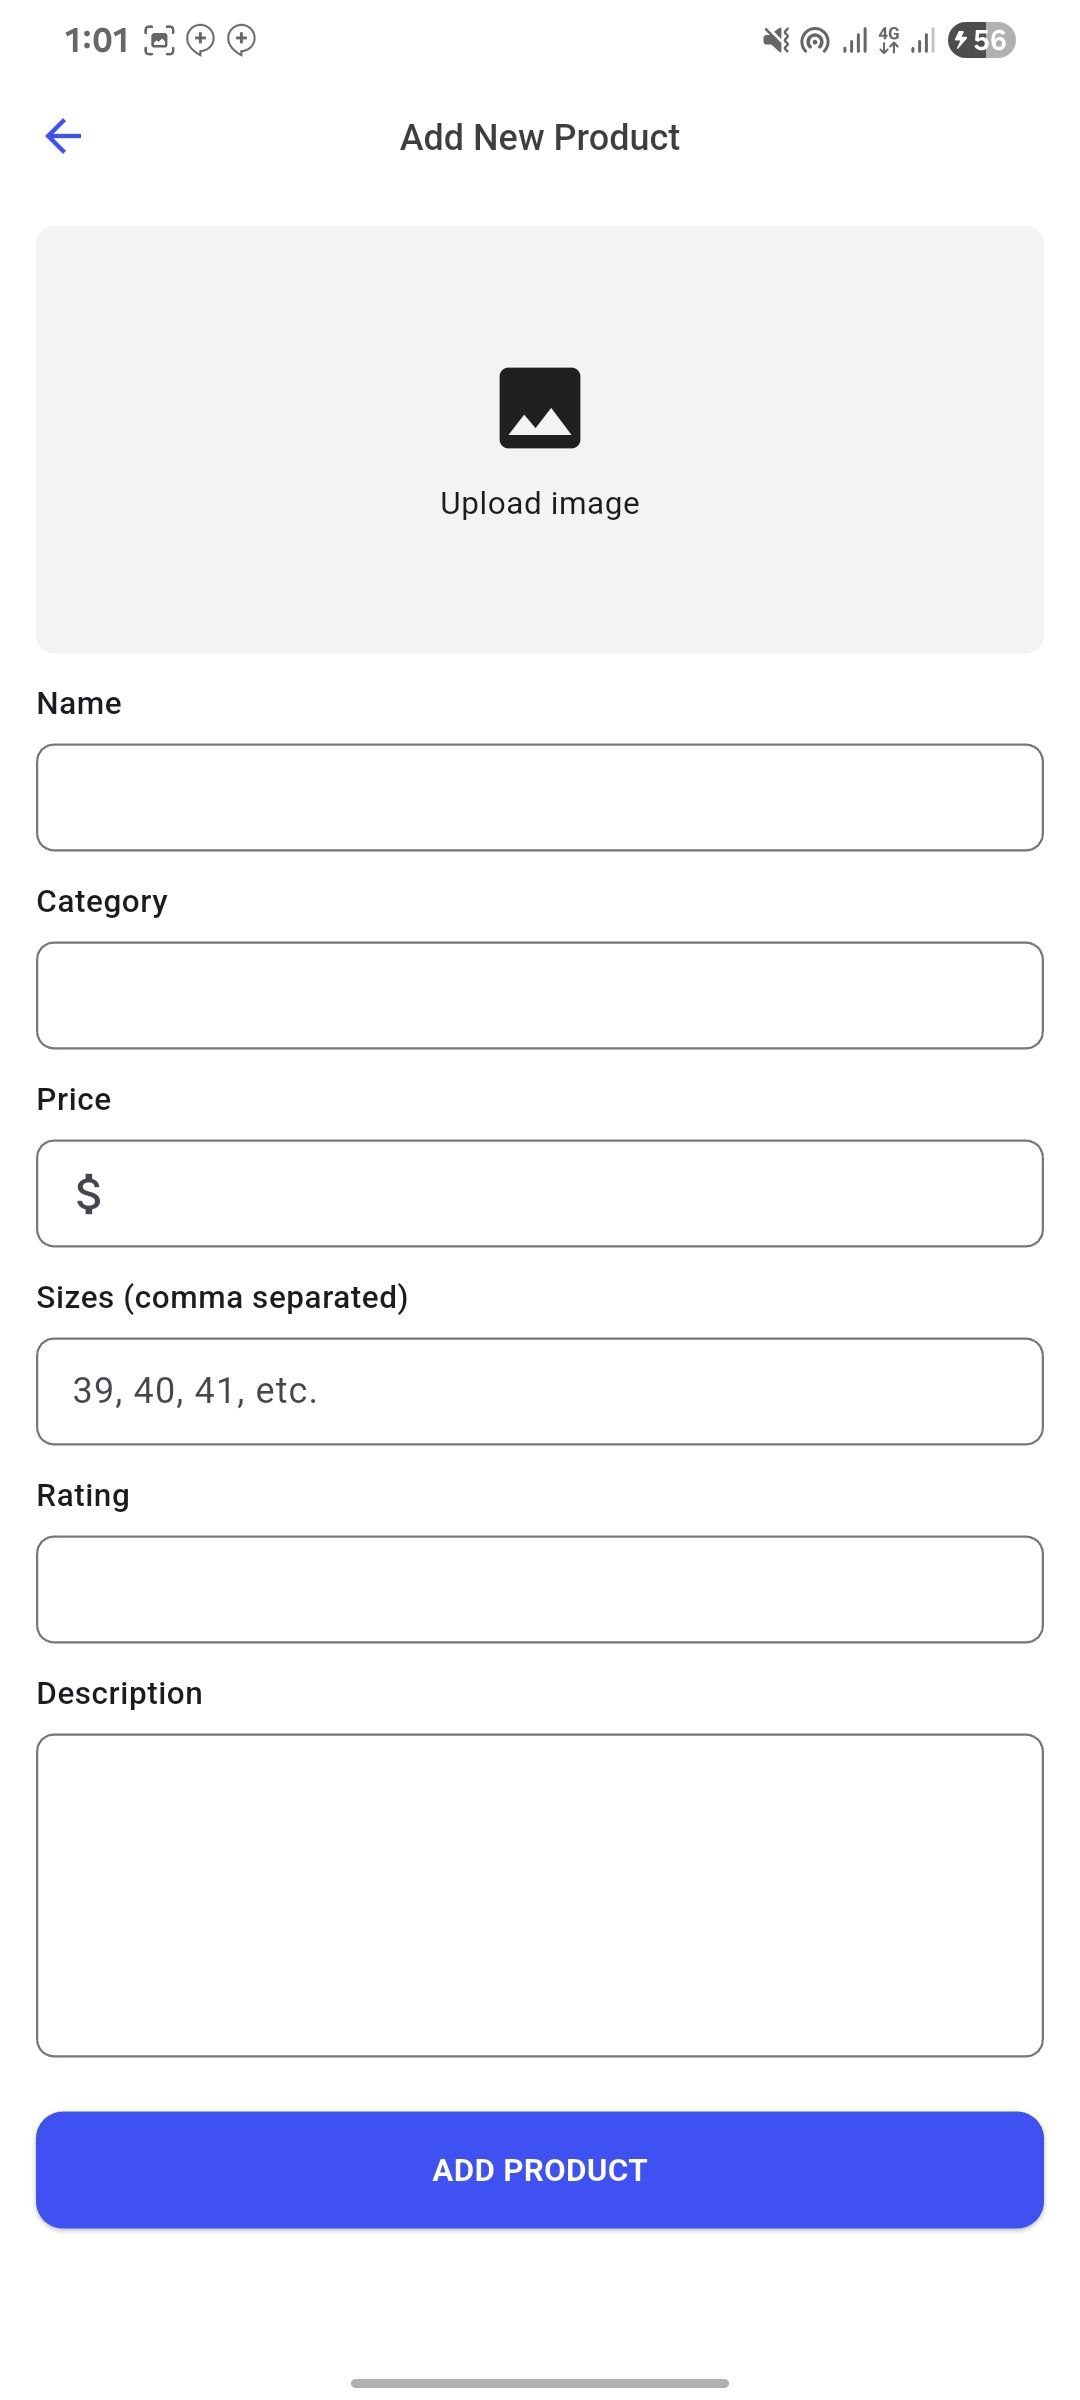 1:01
4G
56
Add New Product
Upload image
Name
Category
Price
$
Sizes (comma separated)
39, 40, 41, etc.
Rating
Description
ADD PRODUCT